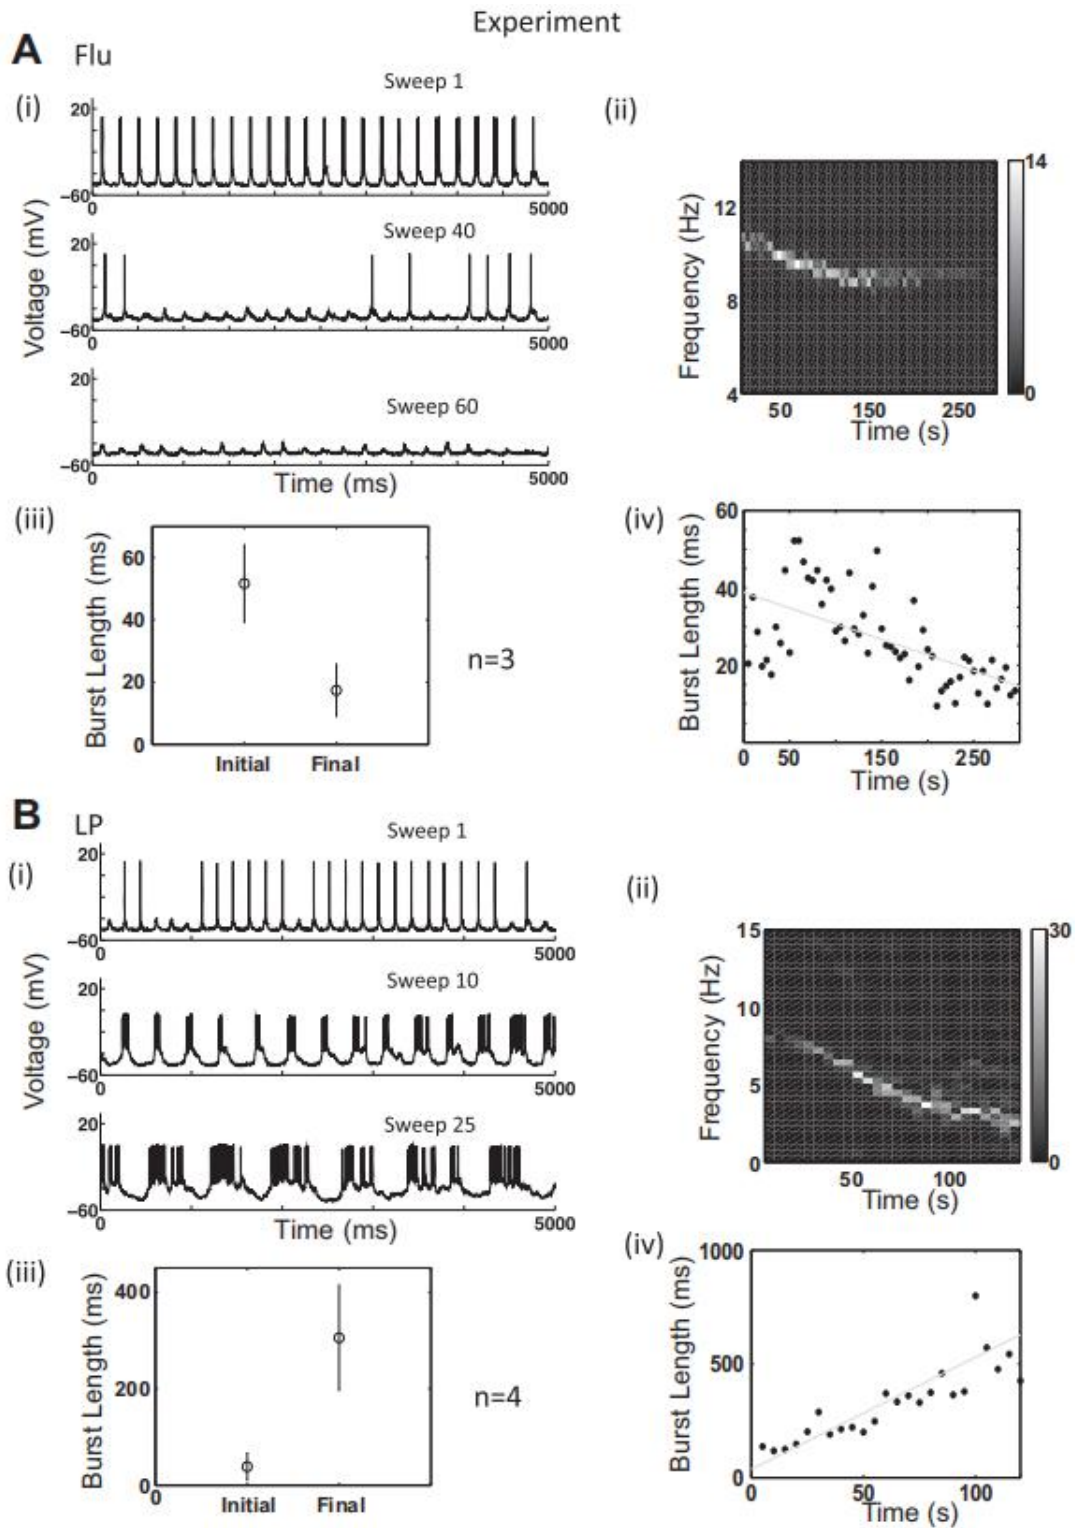 Experiment
A Flu
(i)
Sweep 1
20
−60
0
5000
Sweep 40
20
−60
0
5000
Sweep 60
20
−60
0
5000
Voltage (mV)
Time (ms)
(ii)
12
8
4
Frequency (Hz)
50 150 250
Time (s)
14
0
(iii)
60
40
20
0
Burst Length (ms)
Initial Final
n=3
(iv)
60
40
20
Burst Length (ms)
0 50 150 250
Time (s)
B LP
(i)
Sweep 1
20
−60
0
5000
Sweep 10
20
−60
0
5000
Sweep 25
20
−60
0
5000
Voltage (mV)
Time (ms)
(ii)
15
10
5
0
Frequency (Hz)
50 100
Time (s)
30
0
(iii)
400
200
0
0
Burst Length (ms)
Initial Final
n=4
(iv)
1000
500
0
Burst Length (ms)
0 50 100
Time (s)